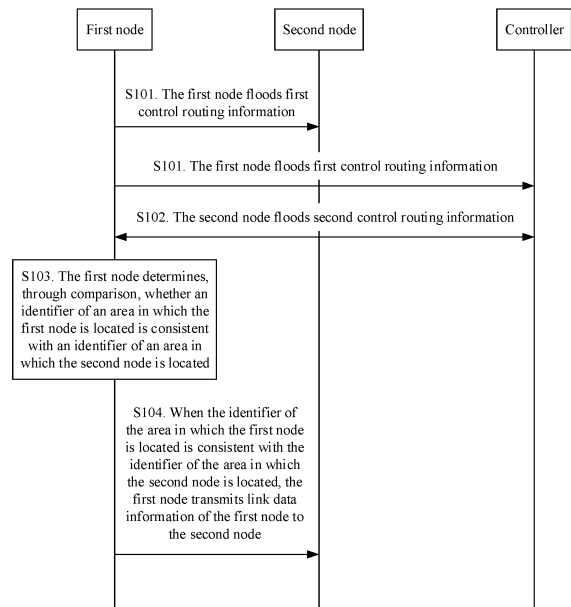 First node
Second node
Controller
S101. The first node floods first
control routing information
S101. The first node floods first control routing information
S102. The second node floods second control routing information
S103. The first node determines,
through comparison, whether an
identifier of an area in which the
first node is located is consistent
with an identifier of an area in
which the second node is located
S104. When the identifier of
the area in which the first node
is located is consistent with the
identifier of the area in which
the second node is located, the
first node transmits link data
information of the first node to
the second node